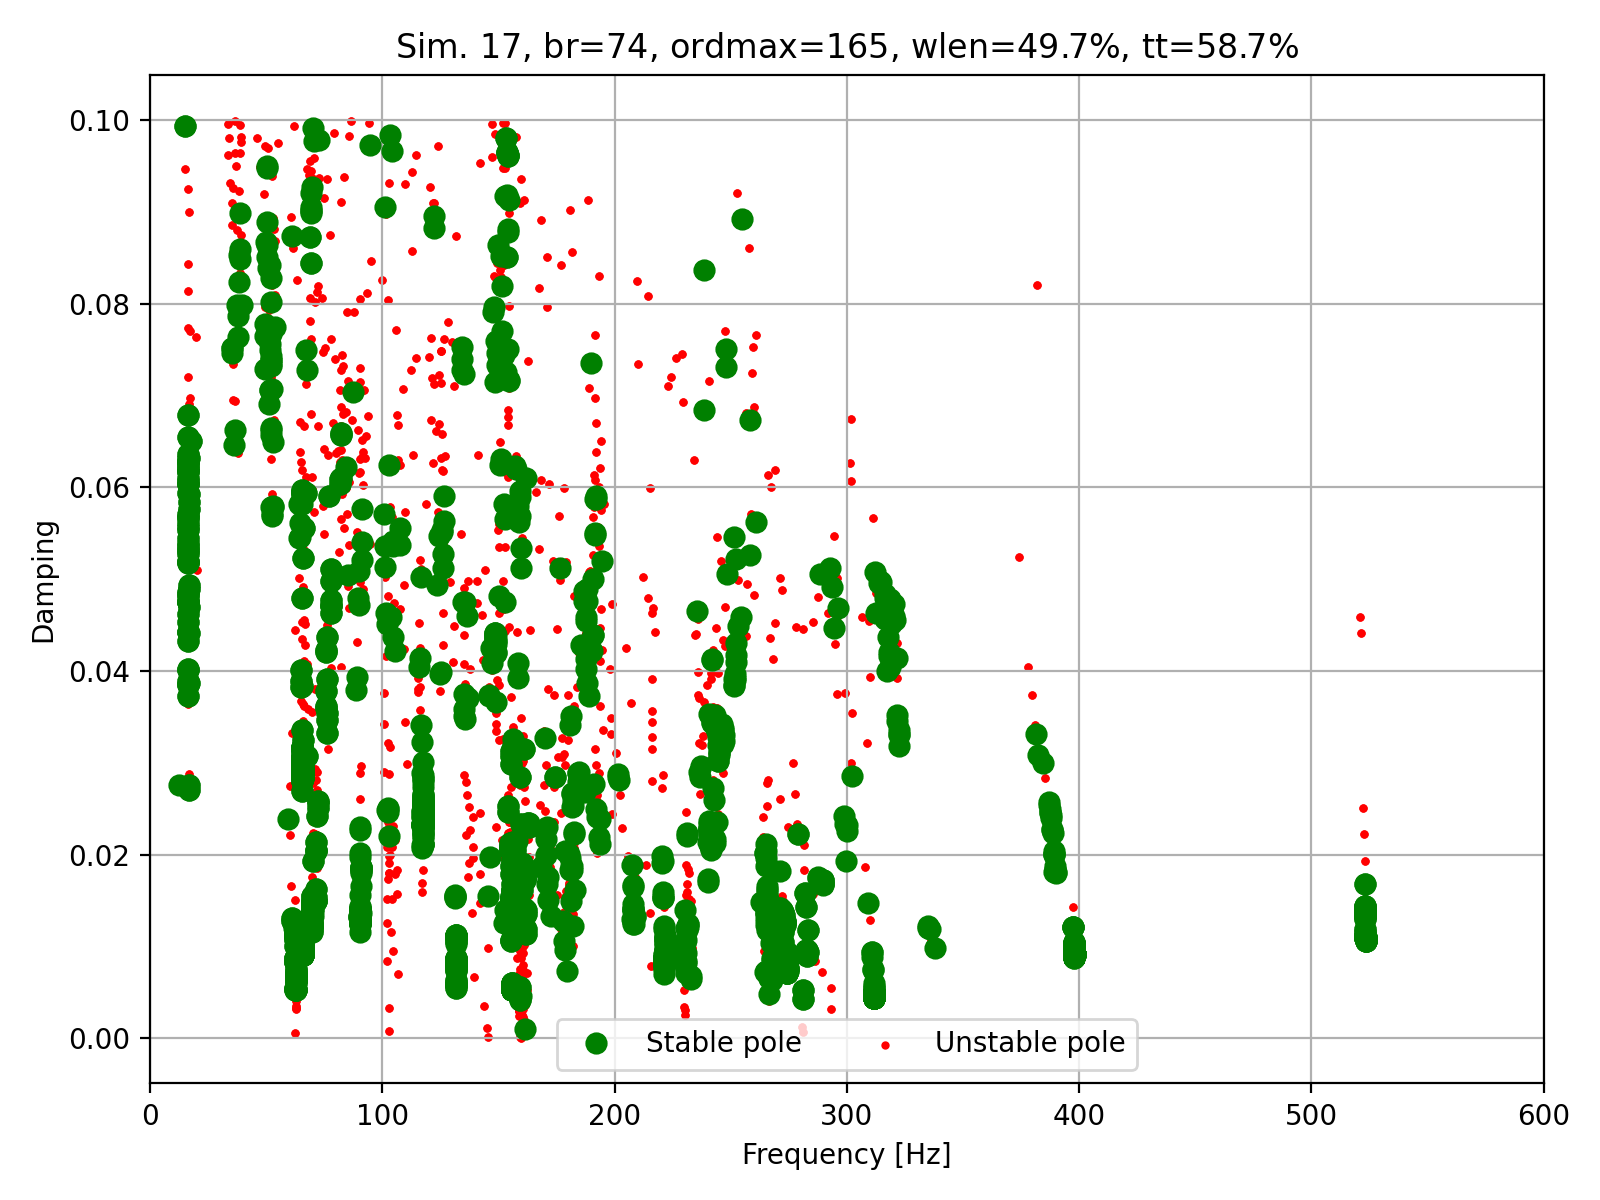 Sim. 17, br=74, ordmax=165, wlen=49.7%, tt=58.7%
0.10
0.08
0.06
0.04
0.02
0.00
Damping
Stable pole
Unstable pole
0
100
200
300
400
500
600
Frequency [Hz]